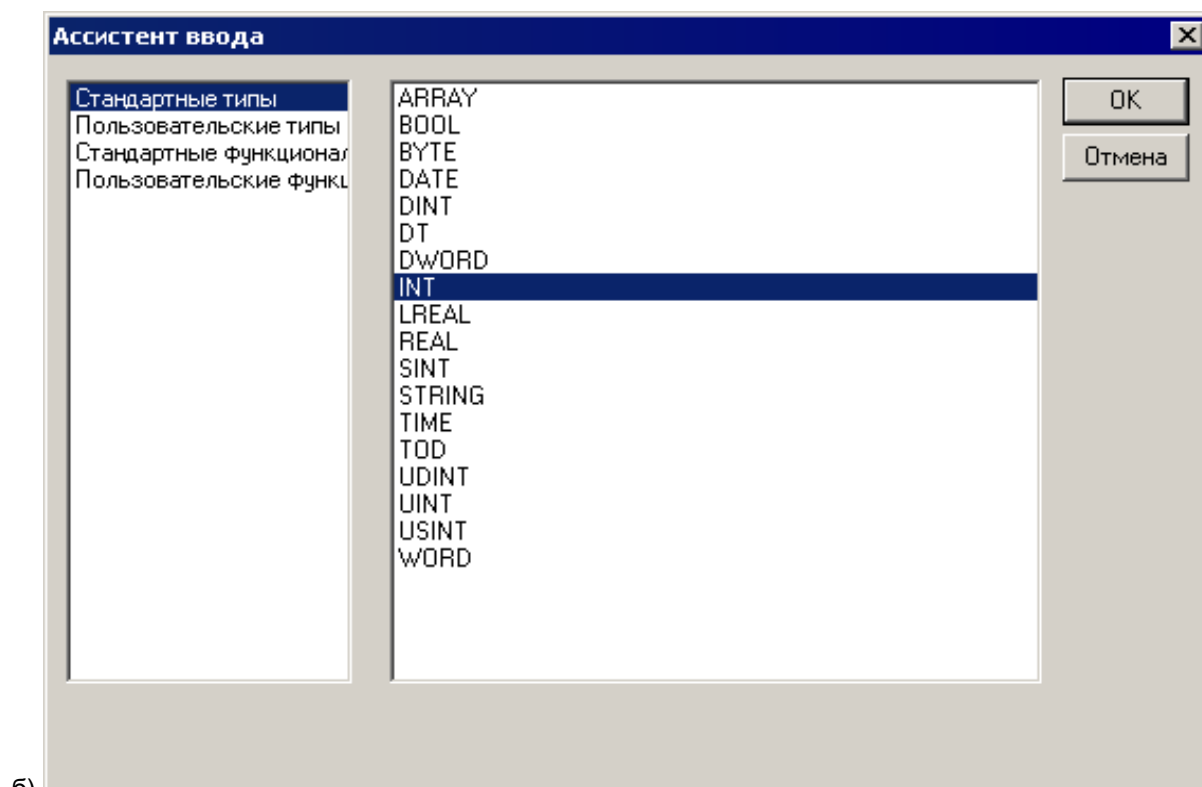 Ассистент ввода
Стандартные типы
Пользовательские типы
Стандартные функционал
Пользовательские функц
ARRAY
BOOL
BYTE
DATE
DINT
DT
DWORD
INT
LREAL
REAL
SINT
STRING
TIME
TOD
UDINT
UINT
USINT
WORD
OK
Отмена
б)